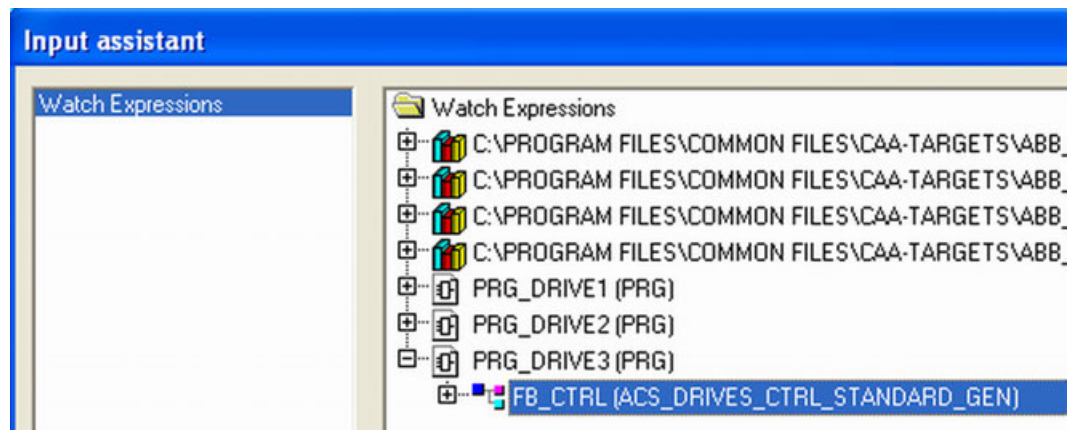 Input assistant
Watch Expressions
Watch Expressions
C:\PROGRAM FILES\COMMON FILES\CAA-TARGETS\ABB_
C:\PROGRAM FILES\COMMON FILES\CAA-TARGETS\ABB_
C:\PROGRAM FILES\COMMON FILES\CAA-TARGETS\ABB_
C:\PROGRAM FILES\COMMON FILES\CAA-TARGETS\ABB_
PRG_DRIVE1 (PRG)
PRG_DRIVE2 (PRG)
PRG_DRIVE3 (PRG)
FB_CTRL (ACS_DRIVES_CTRL_STANDARD_GEN)